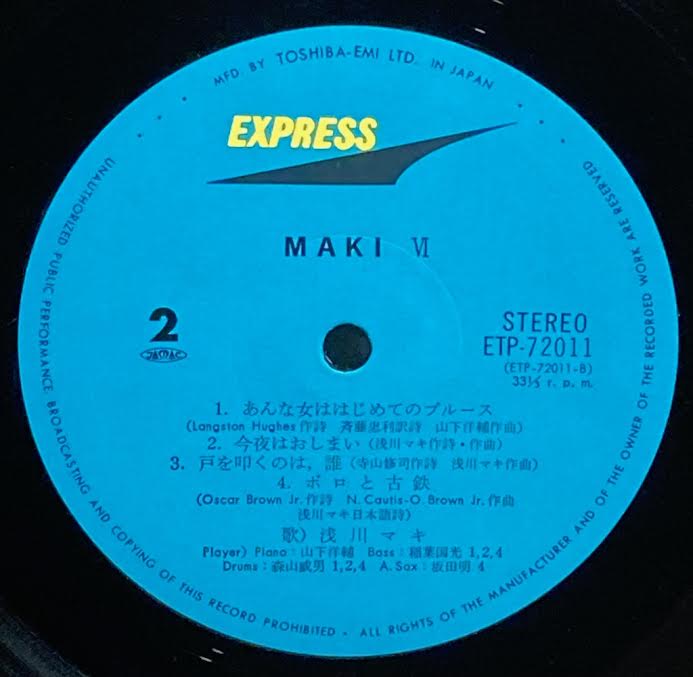 MFD. BY TOSHIBA-EMI LTD. IN JAPAN
EXPRESS
MAKI Ⅵ
2
JASRAC
STEREO
ETP-72011
(ETP-72011-B)
33⅓ r. p. m.
1. あんな女ははじめてのブルース
(Langston Hughes作詩 斉藤忠利訳詩 山下洋輔作曲)
2. 今夜はおしまい(浅川マキ作詩・作曲)
3. 戸を叩くのは, 誰(寺山修司作詩 浅川マキ作曲)
4. ボロと古鉄
(Oscar Brown Jr.作詩 N. Cautis-O. Brown Jr.作曲
浅川マキ日本語詩)
歌) 浅川マキ
Player) Piano:山下洋輔 Bass:稲葉国光 1,2,4
Drums:森山威男 1,2,4 A. Sax:坂田明 4
UNAUTHORIZED PUBLIC PERFORMANCE BROADCASTING AND COPYING OF THIS RECORD PROHIBITED • ALL RIGHTS OF THE MANUFACTURER AND OF THE OWNER OF THE RECORDED WORK ARE RESERVED